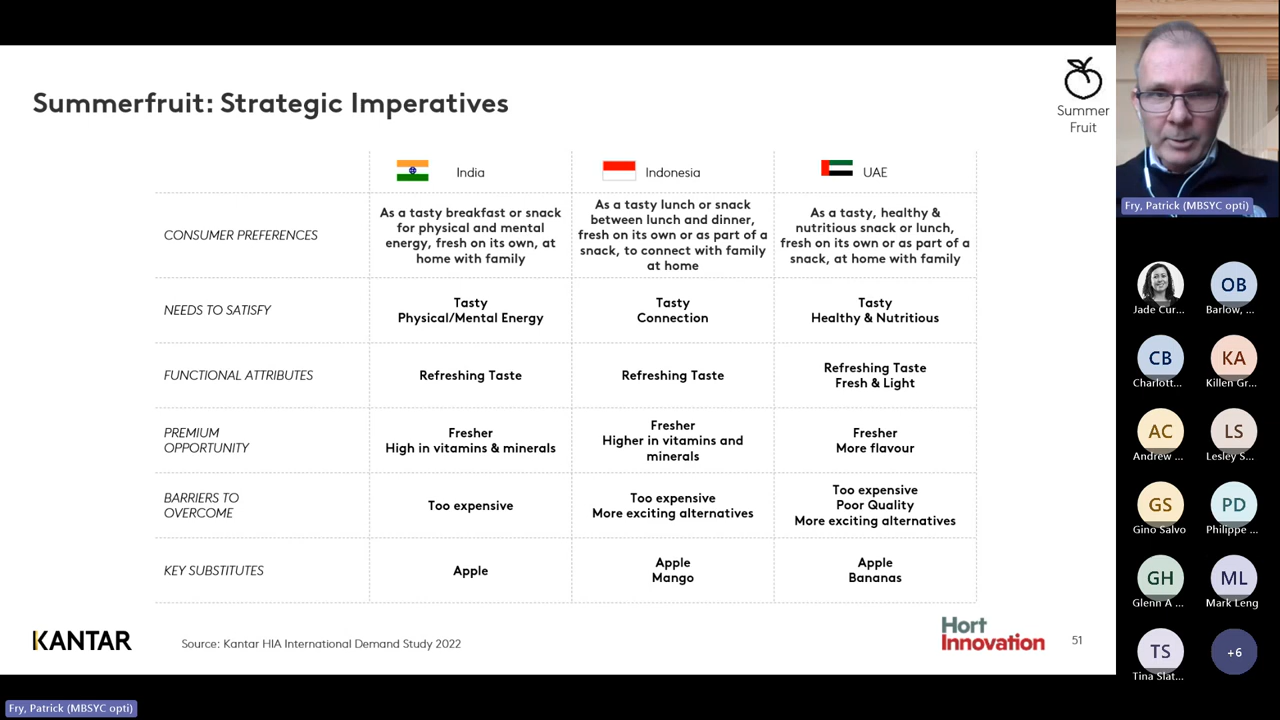 Summerfruit: Strategic Imperatives
Summer
Fruit
India
Indonesia
UAE
CONSUMER PREFERENCES
As a tasty breakfast or snack
for physical and mental
energy, fresh on its own, at
home with family
As a tasty lunch or snack
between lunch and dinner,
fresh on its own or as part of a
snack, to connect with family
at home
As a tasty, healthy &
nutritious snack or lunch,
fresh on its own or as part of a
snack, at home with family
NEEDS TO SATISFY
Tasty
Physical/Mental Energy
Tasty
Connection
Tasty
Healthy & Nutritious
FUNCTIONAL ATTRIBUTES
Refreshing Taste
Refreshing Taste
Refreshing Taste
Fresh & Light
PREMIUM
OPPORTUNITY
Fresher
High in vitamins & minerals
Fresher
Higher in vitamins and
minerals
Fresher
More flavour
BARRIERS TO
OVERCOME
Too expensive
Too expensive
More exciting alternatives
Too expensive
Poor Quality
More exciting alternatives
KEY SUBSTITUTES
Apple
Apple
Mango
Apple
Bananas
KANTAR
Source: Kantar HIA International Demand Study 2022
Hort
Innovation
51
Fry, Patrick (MBSYC opti)
Jade Cur...
OB
Barlow, ...
CB
Charlott...
KA
Killen Gr...
AC
Andrew ...
LS
Lesley S...
GS
Gino Salvo
PD
Philippe ...
GH
Glenn A ...
ML
Mark Leng
TS
Tina Slat...
+6
Fry, Patrick (MBSYC opti)